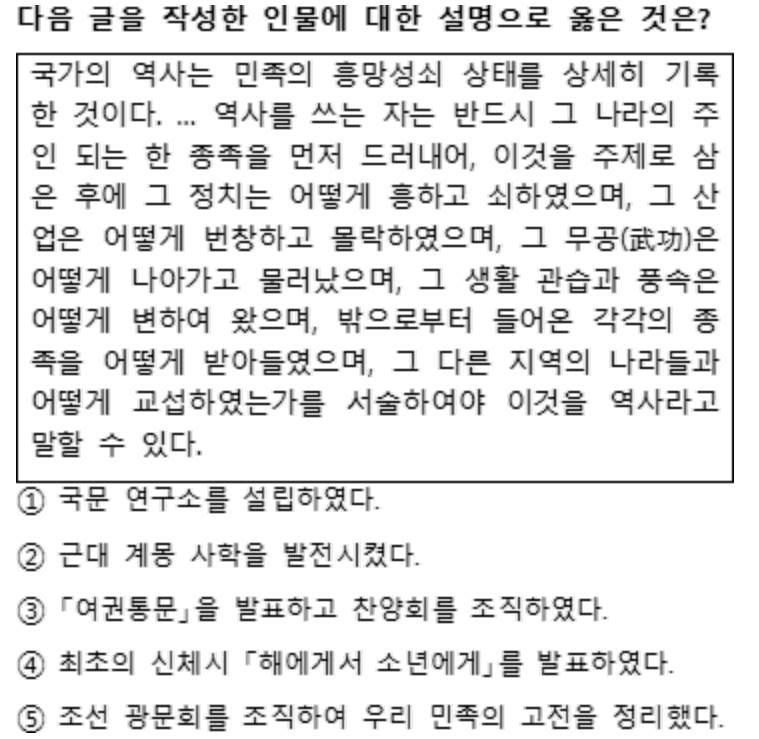 다음 글을 작성한 인물에 대한 설명으로 옳은 것은?
국가의 역사는 민족의 흥망성쇠 상태를 상세히 기록
한 것이다. ... 역사를 쓰는 자는 반드시 그 나라의 주
인 되는 한 종족을 먼저 드러내어, 이것을 주제로 삼
은 후에 그 정치는 어떻게 흥하고 쇠하였으며, 그 산
업은 어떻게 번창하고 몰락하였으며, 그 무공(武功)은
어떻게 나아가고 물러났으며, 그 생활 관습과 풍속은
어떻게 변하여 왔으며, 밖으로부터 들어온 각각의 종
족을 어떻게 받아들였으며, 그 다른 지역의 나라들과
어떻게 교섭하였는가를 서술하여야 이것을 역사라고
말할 수 있다.
① 국문 연구소를 설립하였다.
② 근대 계몽 사학을 발전시켰다.
③ 「여권통문」을 발표하고 찬양회를 조직하였다.
④ 최초의 신체시 「해에게서 소년에게」를 발표하였다.
⑤ 조선 광문회를 조직하여 우리 민족의 고전을 정리했다.